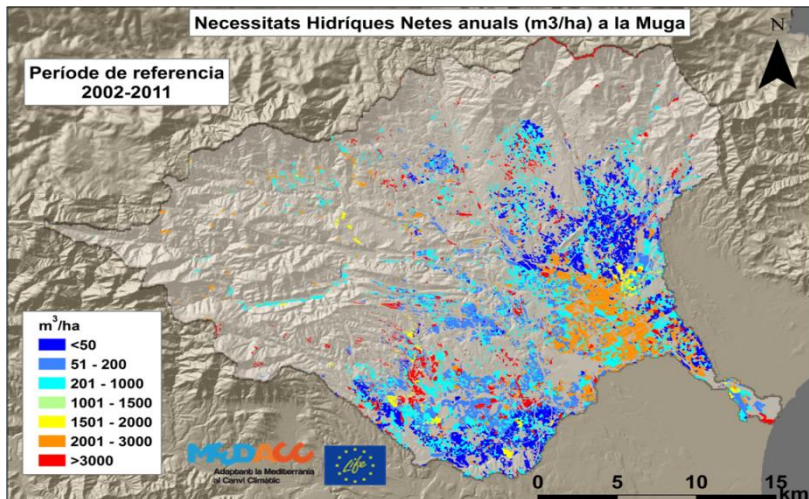 Necessitats Hidríques Netes anuals (m3/ha) a la Muga
N
Període de referencia
2002-2011
m³/ha
<50
51 - 200
201 - 1000
1001 - 1500
1501 - 2000
2001 - 3000
>3000
MEDACC
Adaptant la Mediterrània
al Canvi Climàtic
Life
0 5 10 15
km